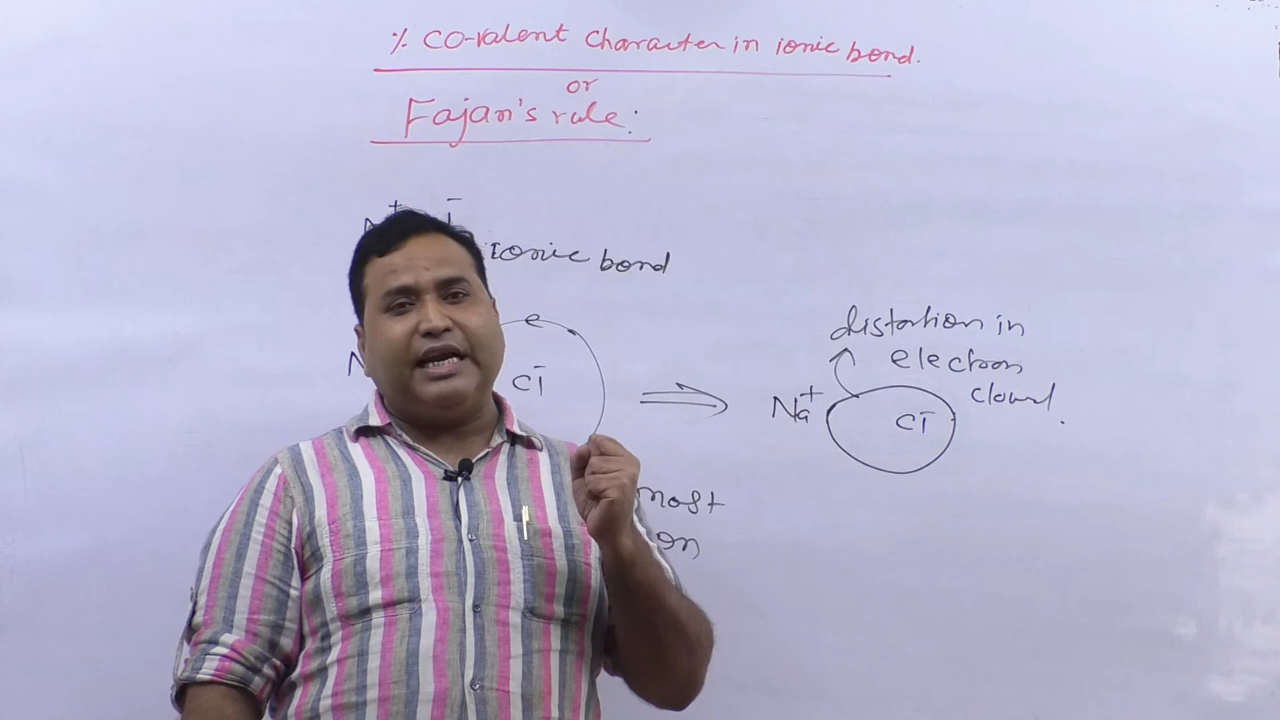 % CO-valent Character in ionic bond.
or
Fajan's rule:
ionic bond
e
Cl⁻
Na⁺
distortion in
electron
cloud.
Cl⁻
most